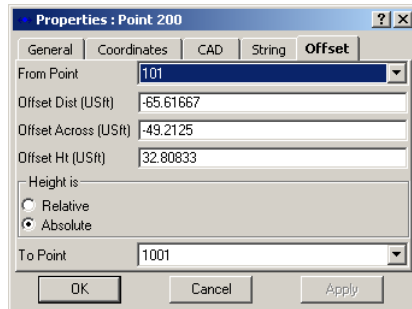 Properties : Point 200 ? X
General Coordinates CAD String Offset
From Point 101
Offset Dist (USft) -65.61667
Offset Across (USft) -49.2125
Offset Ht (USft) 32.80833
Height is
Relative
Absolute
To Point 1001
OK Cancel Apply